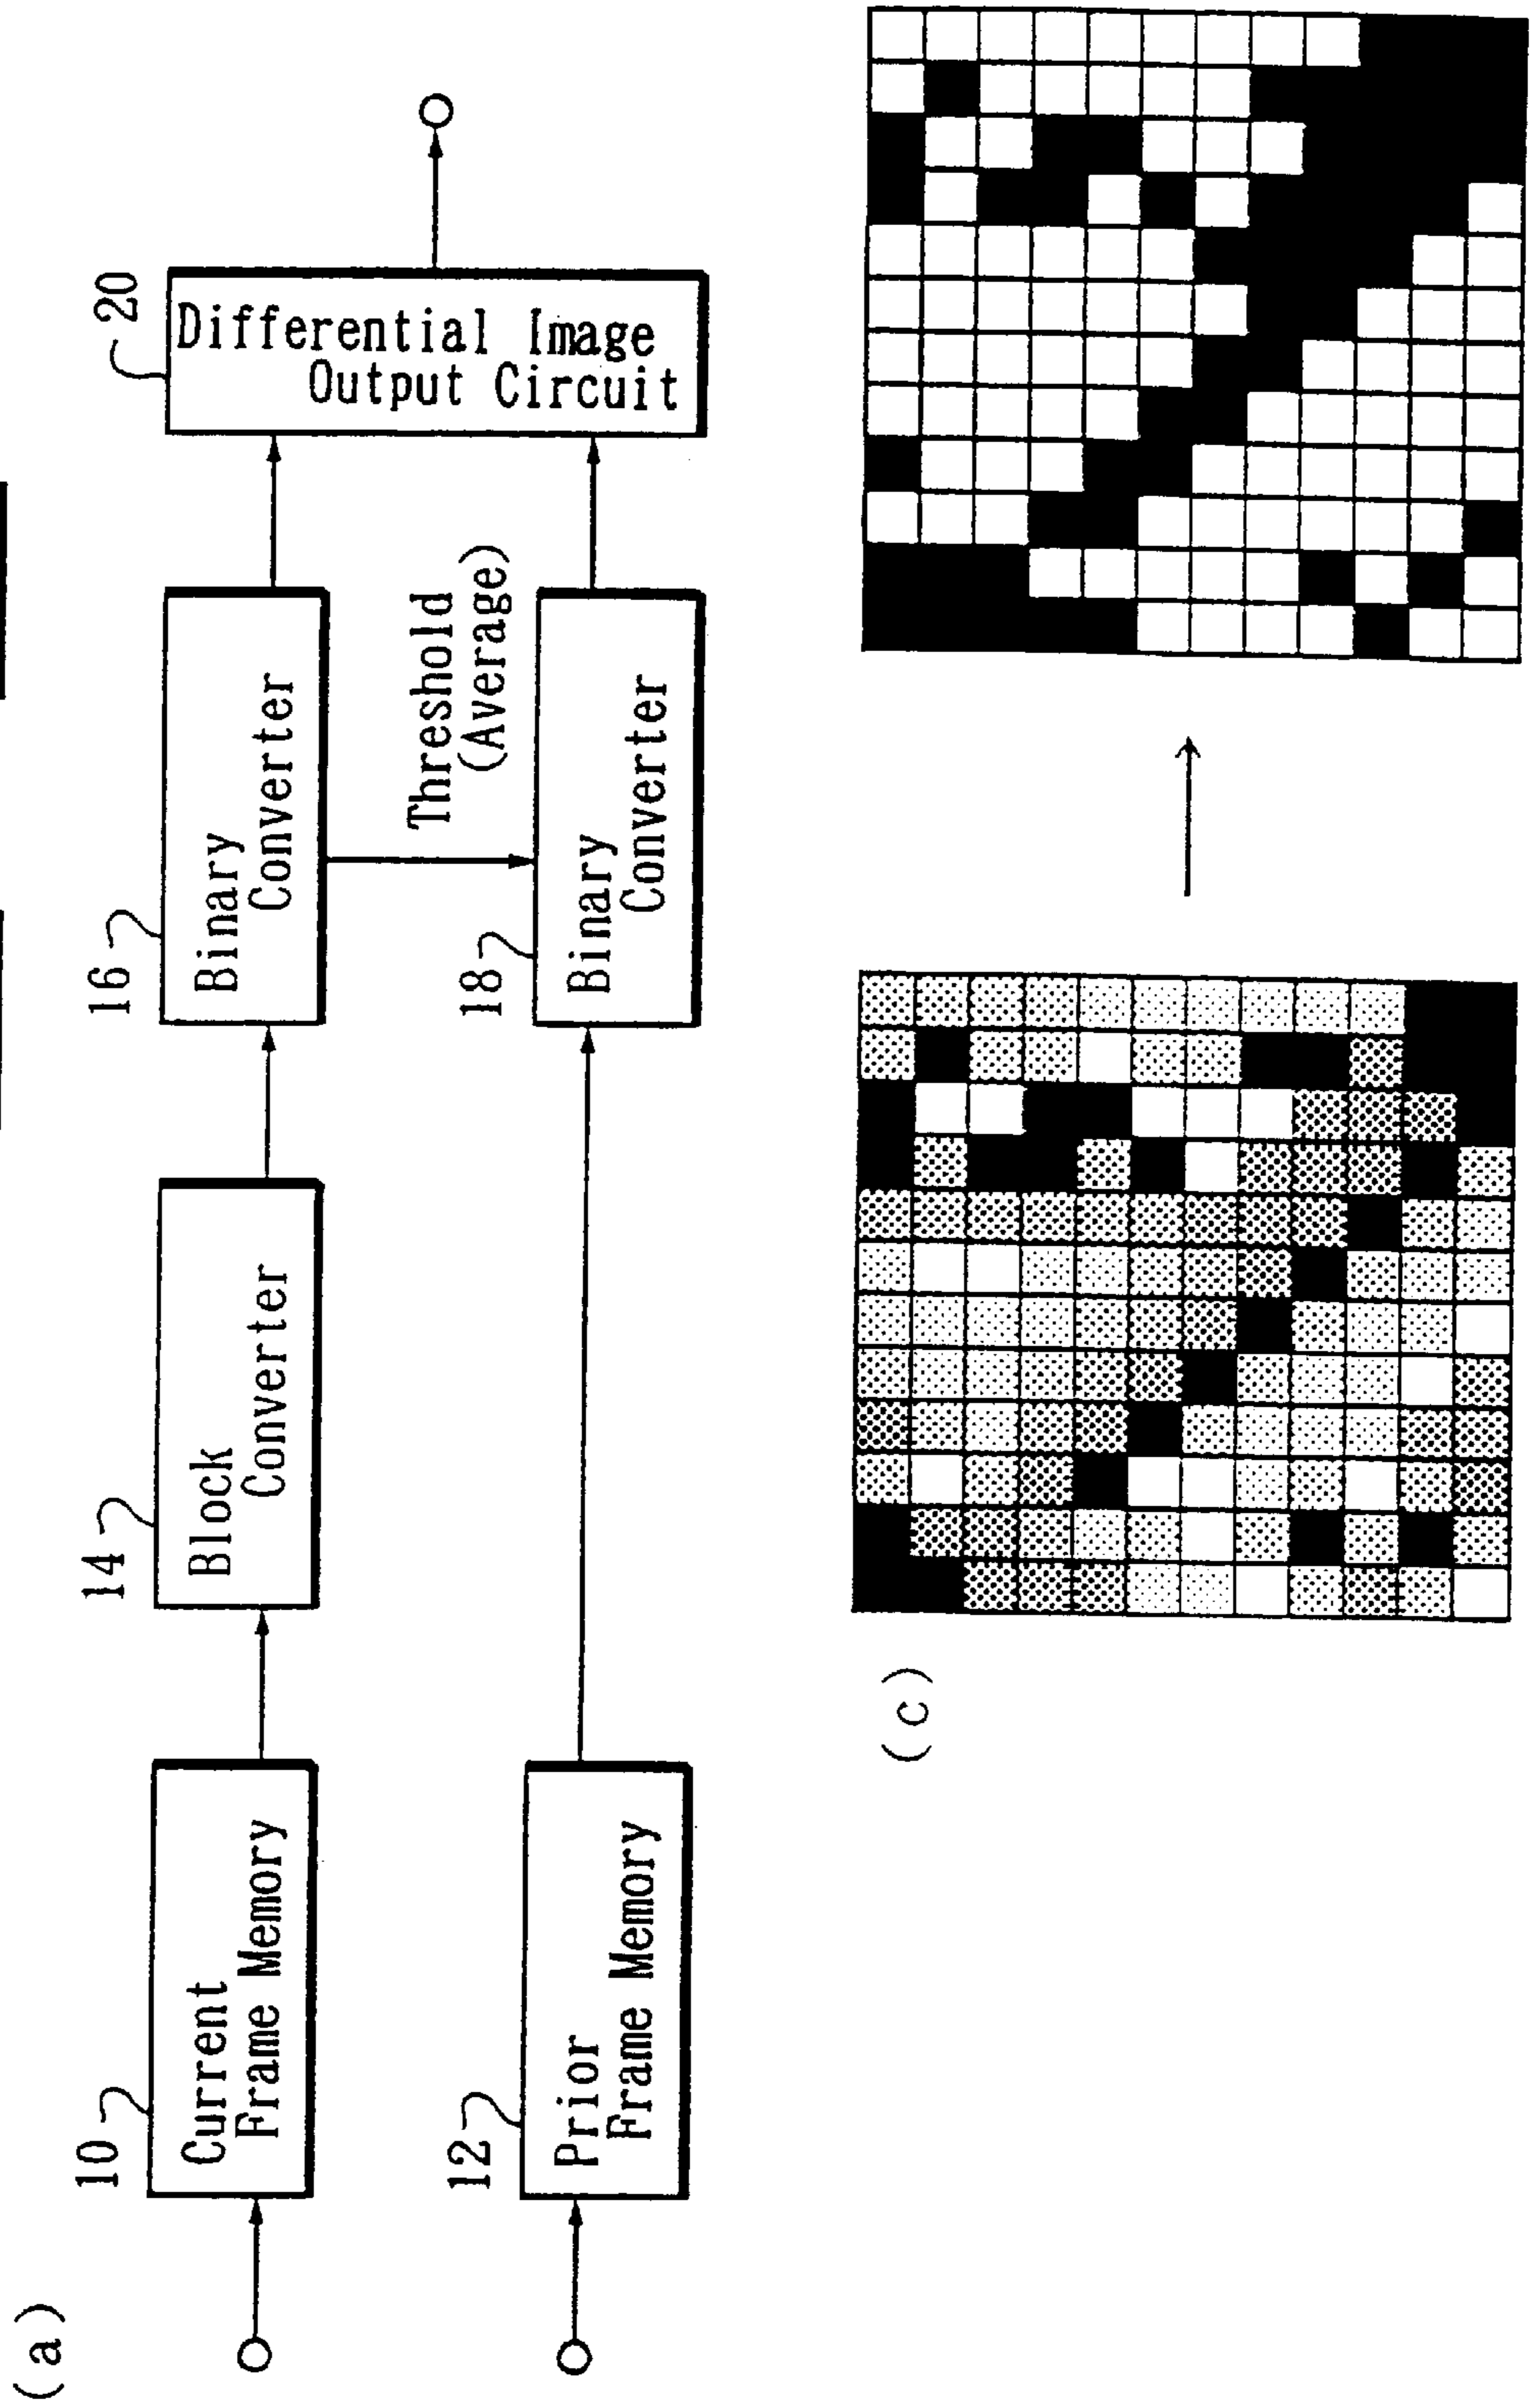 (a)
10
Current
Frame Memory
14
Block
Converter
16
Binary
Converter
20
Differential Image
Output Circuit
Threshold
(Average)
12
Prior
Frame Memory
18
Binary
Converter
(c)